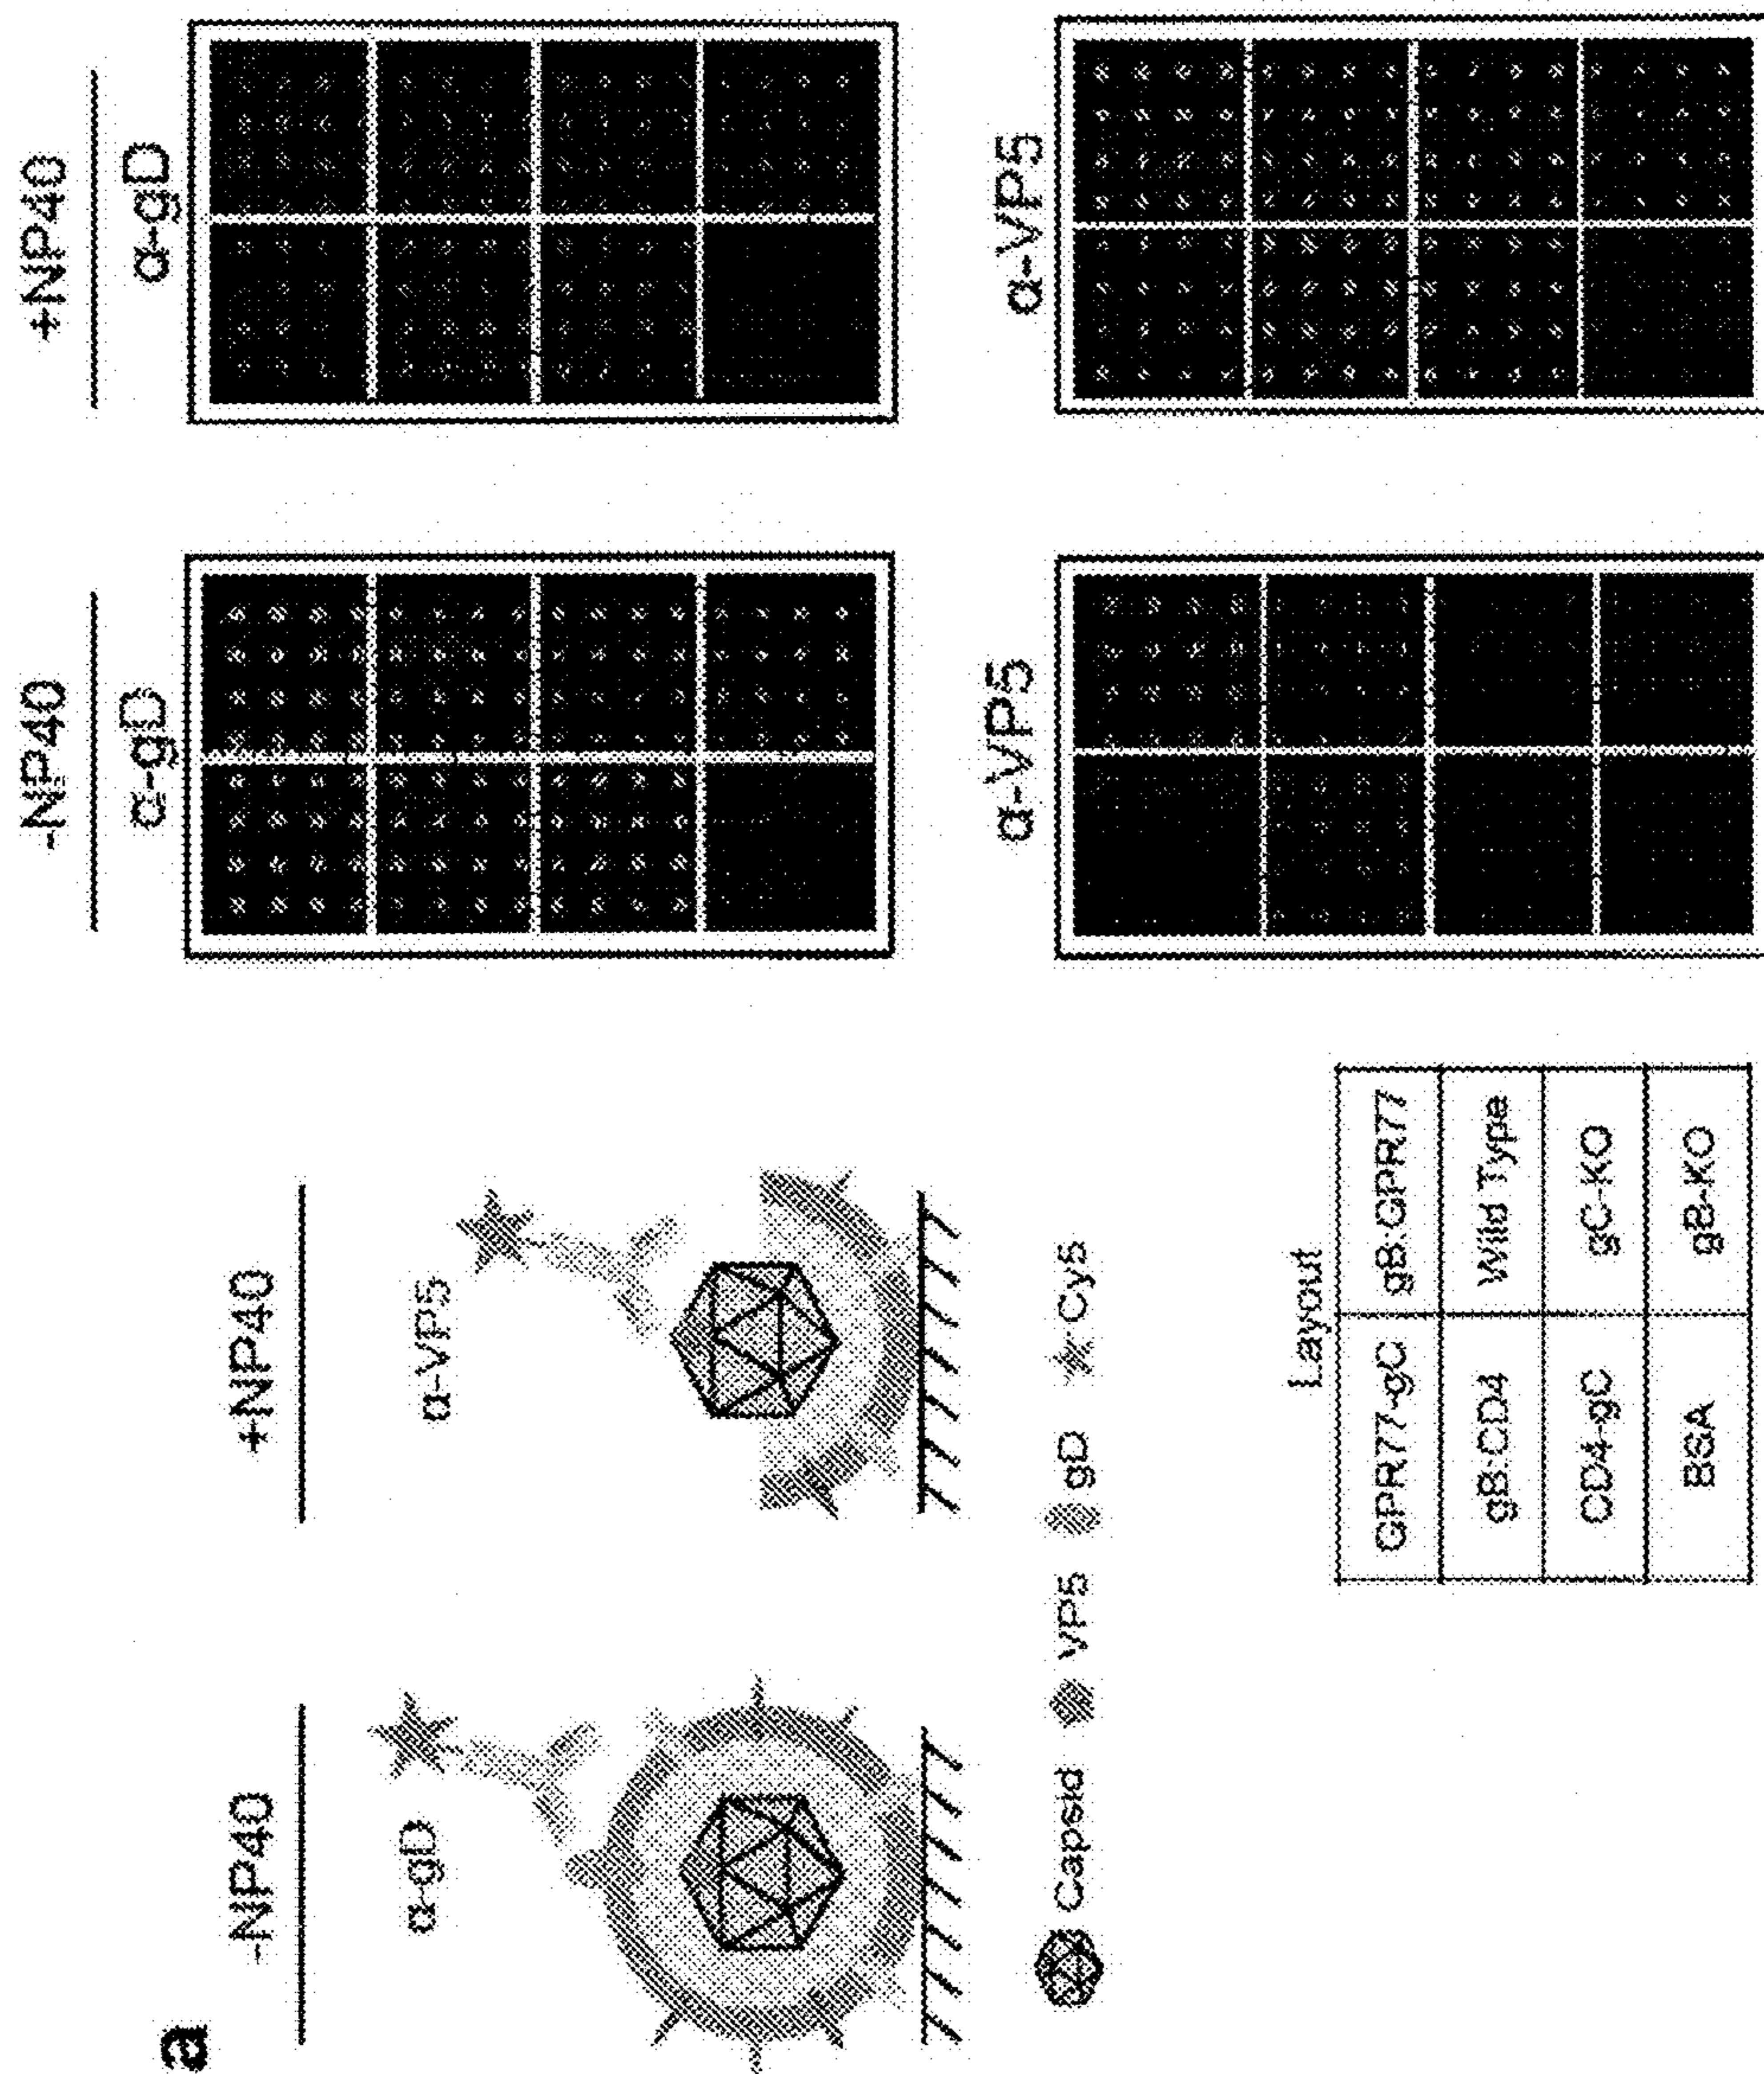 a
-NP40
+NP40
α-gD
α-VP5
Capsid VP5 gD Cy5
Layout
GPR77-gC gB:GPR77
gB:CD4 Wild Type
CD4-gC gC-KO
BSA gB-KO
-NP40
+NP40
α-gD
α-gD
α-VP5
α-VP5